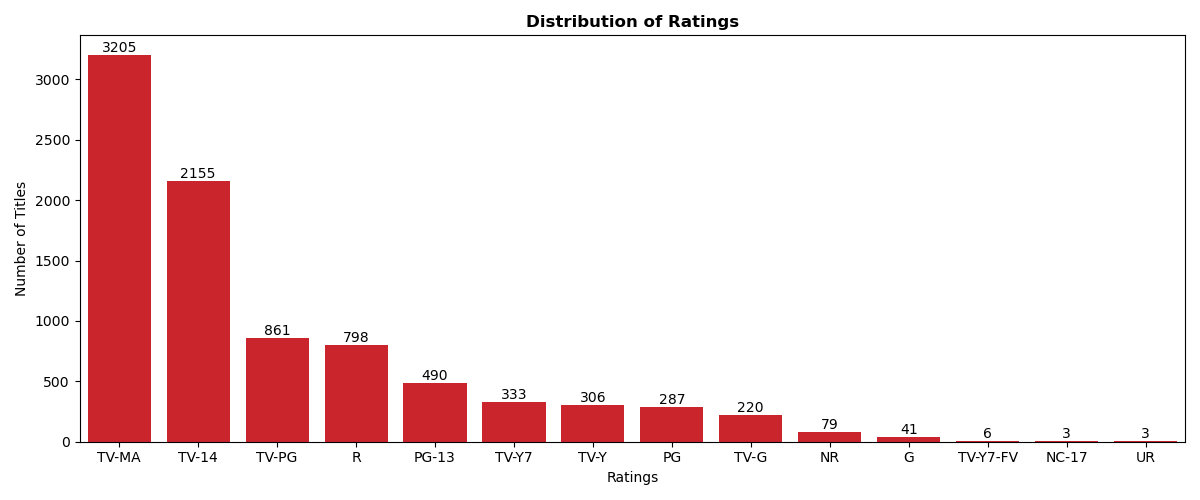 Distribution of Ratings
Number of Titles
3000
2500
2000
1500
1000
500
0
3205
2155
861
798
490
333
306
287
220
79
41
6
3
3
TV-MA
TV-14
TV-PG
R
PG-13
TV-Y7
TV-Y
PG
TV-G
NR
G
TV-Y7-FV
NC-17
UR
Ratings